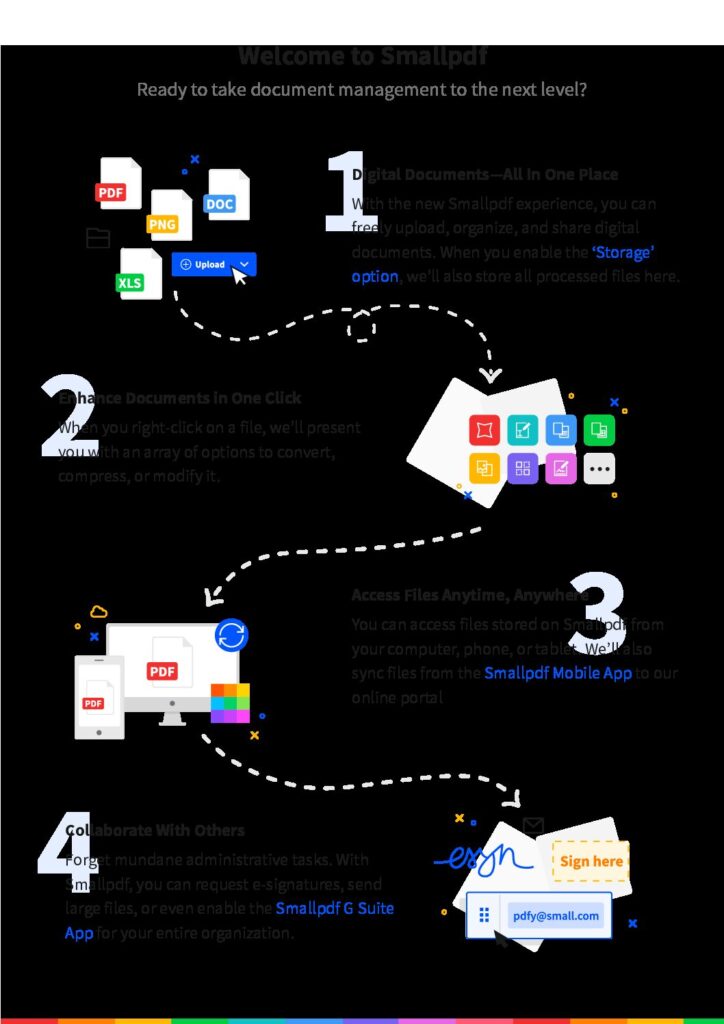 Welcome to Smallpdf
Ready to take document management to the next level?
PDF
PNG
DOC
XLS
Upload
1
Digital Documents—All In One Place
With the new Smallpdf experience, you can
freely upload, organize, and share digital
documents. When you enable the ‘Storage’
option, we’ll also store all processed files here.
2
Enhance Documents in One Click
When you right-click on a file, we’ll present
you with an array of options to convert,
compress, or modify it.
3
Access Files Anytime, Anywhere
You can access files stored on Smallpdf from
your computer, phone, or tablet. We’ll also
sync files from the Smallpdf Mobile App to our
online portal
PDF
PDF
4
Collaborate With Others
Forget mundane administrative tasks. With
Smallpdf, you can request e-signatures, send
large files, or even enable the Smallpdf G Suite
App for your entire organization.
Sign here
pdfy@small.com